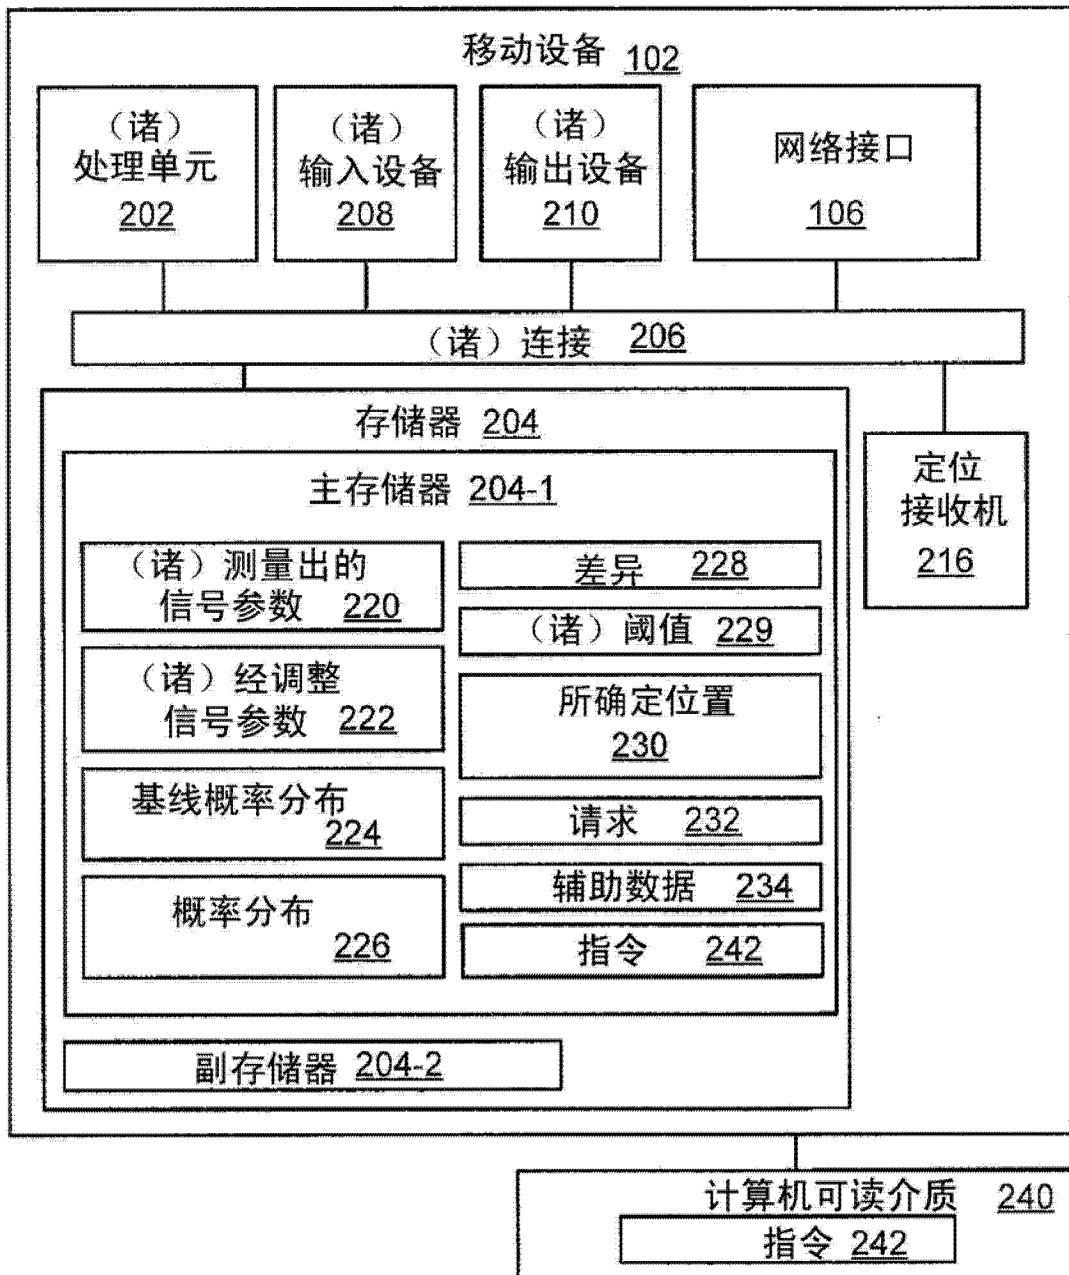 移动设备 102
（诸）
处理单元
202
（诸）
输入设备
208
（诸）
输出设备
210
网络接口
106
（诸）连接 206
存储器 204
主存储器 204-1
（诸）测量出的
信号参数 220
（诸）经调整
信号参数 222
基线概率分布
224
概率分布
226
差异 228
（诸）阈值 229
所确定位置
230
请求 232
辅助数据 234
指令 242
副存储器 204-2
定位
接收机
216
计算机可读介质 240
指令 242